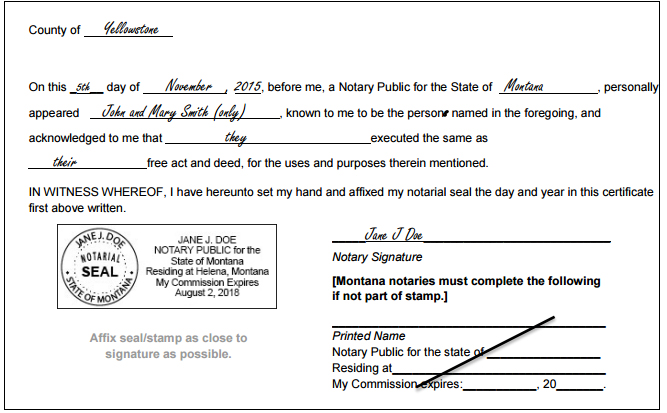 County of Yellowstone
On this 5th day of November, 2015, before me, a Notary Public for the State of Montana, personally
appeared John and Mary Smith (only), known to me to be the persons named in the foregoing, and
acknowledged to me that they executed the same as
their free act and deed, for the uses and purposes therein mentioned.
IN WITNESS WHEREOF, I have hereunto set my hand and affixed my notarial seal the day and year in this certificate
first above written.
JANE J. DOE
NOTARIAL
SEAL
STATE OF MONTANA
JANE J. DOE
NOTARY PUBLIC for the
State of Montana
Residing at Helena, Montana
My Commission Expires
August 2, 2018
Affix seal/stamp as close to
signature as possible.
Jane J Doe
Notary Signature
[Montana notaries must complete the following
if not part of stamp.]
Printed Name
Notary Public for the state of
Residing at
My Commission expires: , 20 .